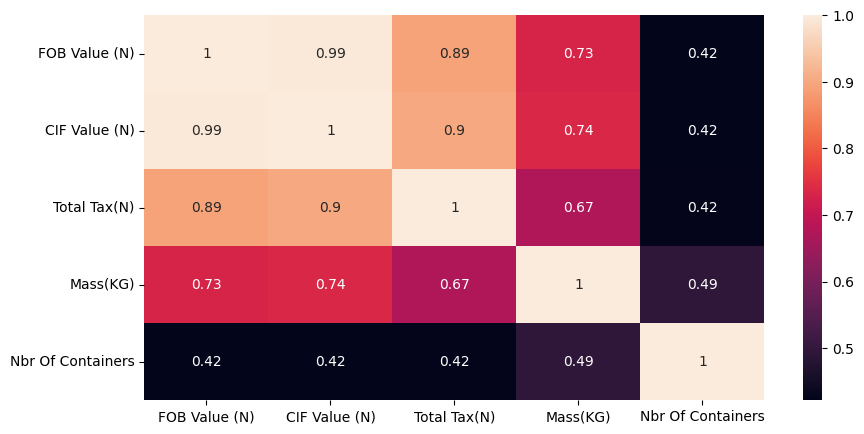 FOB Value (N) 1 0.99 0.89 0.73 0.42
CIF Value (N) 0.99 1 0.9 0.74 0.42
Total Tax(N) 0.89 0.9 1 0.67 0.42
Mass(KG) 0.73 0.74 0.67 1 0.49
Nbr Of Containers 0.42 0.42 0.42 0.49 1
FOB Value (N) CIF Value (N) Total Tax(N) Mass(KG) Nbr Of Containers
1.0
0.9
0.8
0.7
0.6
0.5